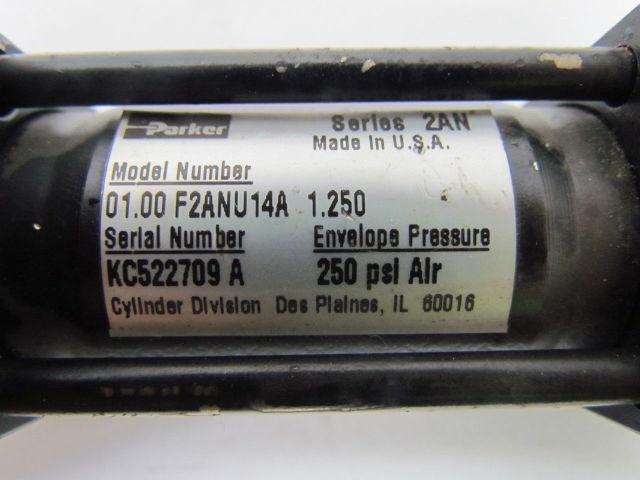 Parker
Series 2AN
Made In U.S.A.
Model Number
01.00 F2ANU14A 1.250
Serial Number Envelope Pressure
KC522709 A 250 psi Air
Cylinder Division Des Plaines, IL 60016